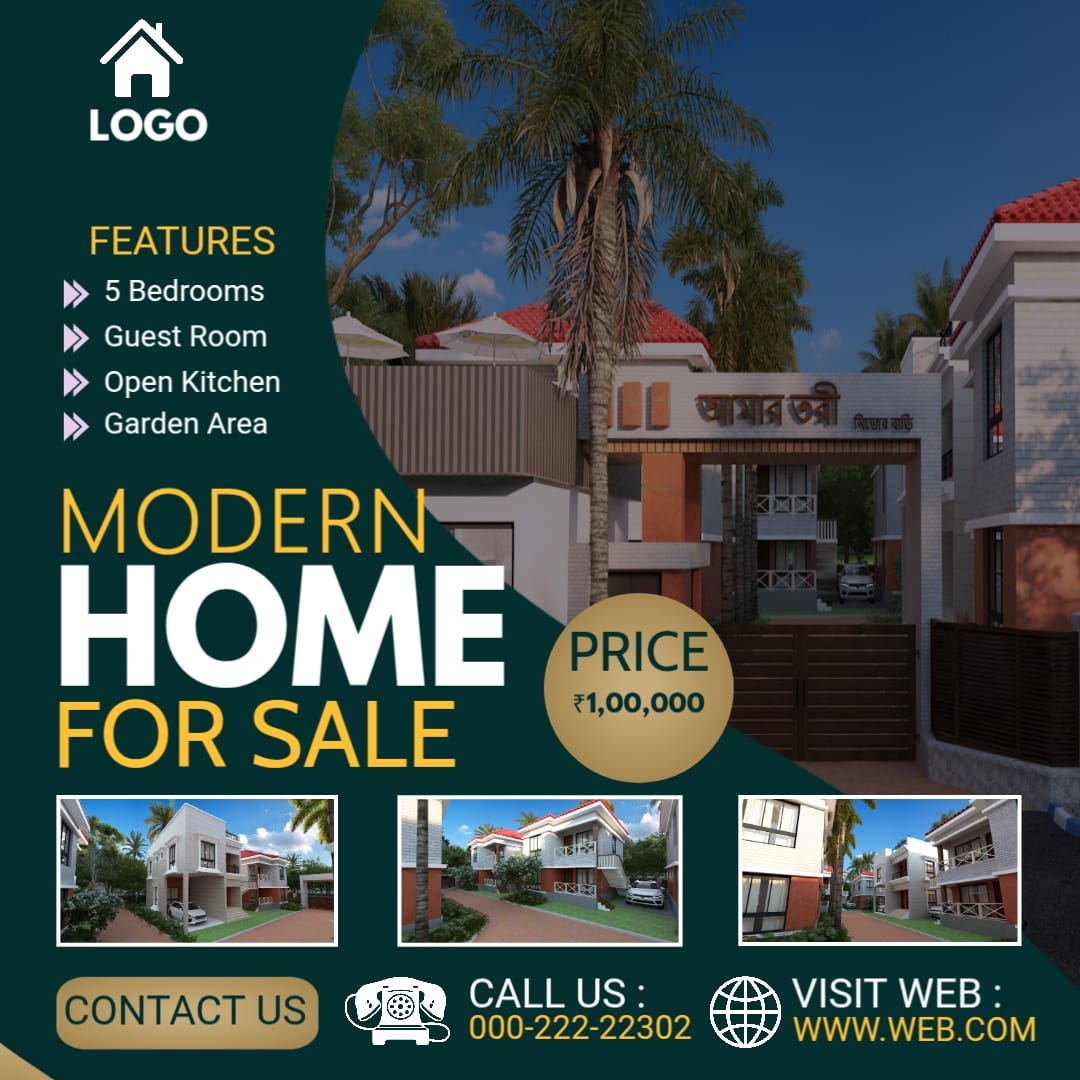 LOGO
FEATURES
5 Bedrooms
Guest Room
Open Kitchen
Garden Area
আমার তরী
নিজের বাড়ি
MODERN
HOME
FOR SALE
PRICE
₹1,00,000
CONTACT US
CALL US :
000-222-22302
VISIT WEB :
WWW.WEB.COM